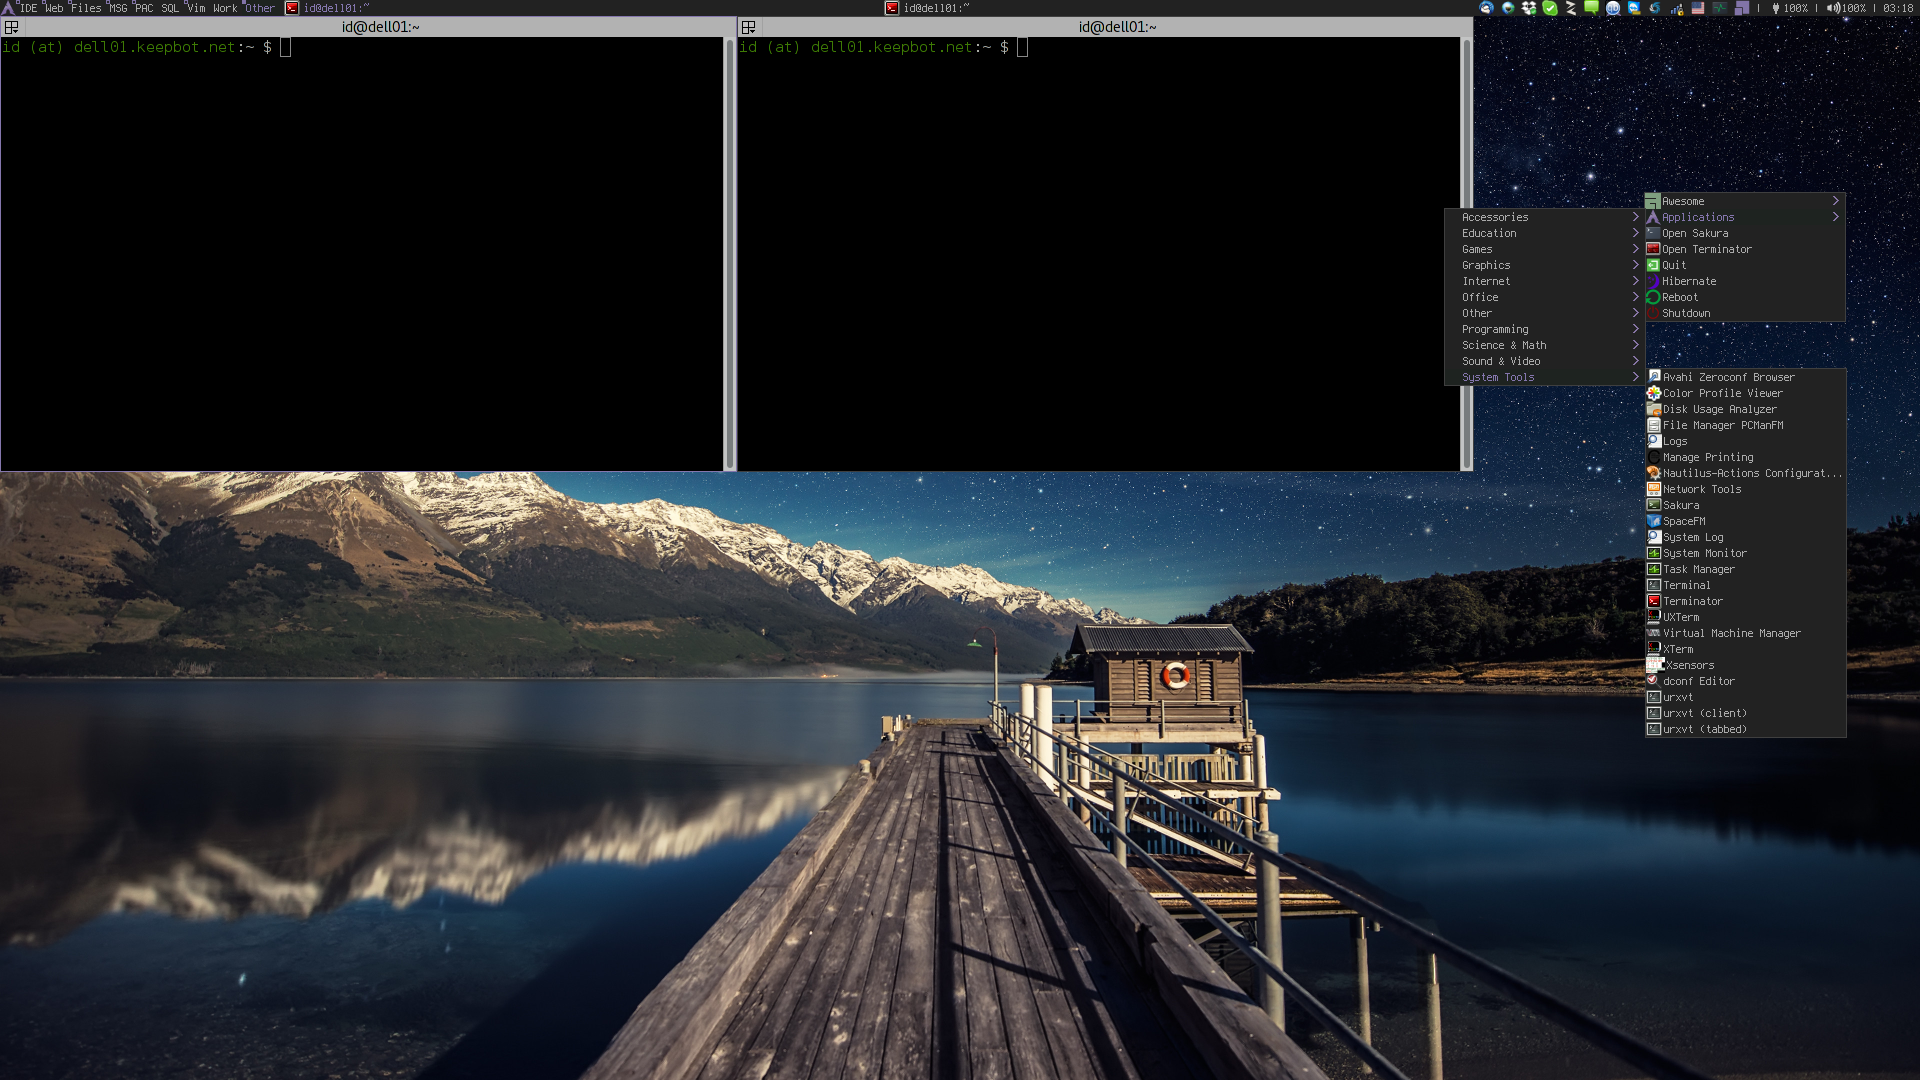 IDE Web Files MSG PAC SQL Vim Work Other id@dell01:~ id@dell01:~ 100% | 100% | 03:18
id@dell01:~
id (at) dell01.keepbot.net:~ $
id@dell01:~
id (at) dell01.keepbot.net:~ $
Awesome
Applications
Open Sakura
Open Terminator
Quit
Hibernate
Reboot
Shutdown
Accessories
Education
Games
Graphics
Internet
Office
Other
Programming
Science & Math
Sound & Video
System Tools
Avahi Zeroconf Browser
Color Profile Viewer
Disk Usage Analyzer
File Manager PCManFM
Logs
Manage Printing
Nautilus-Actions Configurat...
Network Tools
Sakura
SpaceFM
System Log
System Monitor
Task Manager
Terminal
Terminator
UXTerm
Virtual Machine Manager
XTerm
Xsensors
dconf Editor
urxvt
urxvt (client)
urxvt (tabbed)